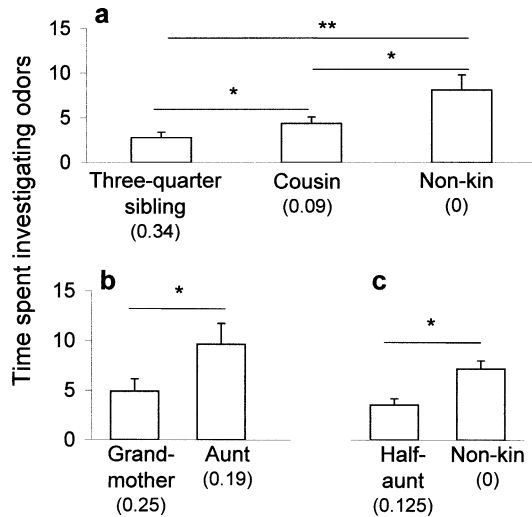 a
Time spent investigating odors
15
10
5
0
**
*
*
Three-quarter
sibling
(0.34)
Cousin
(0.09)
Non-kin
(0)
b
15
10
5
0
*
Grand-
mother
(0.25)
Aunt
(0.19)
c
*
Half-
aunt
(0.125)
Non-kin
(0)